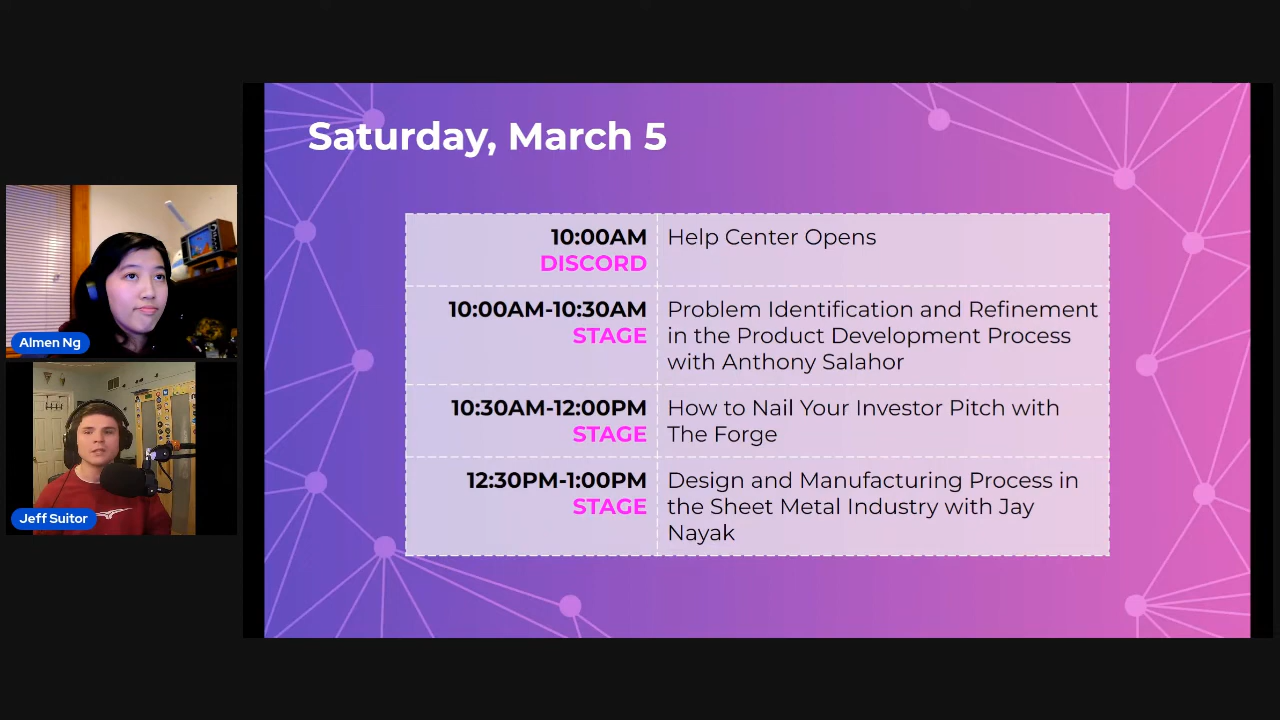 Saturday, March 5
10:00AM
DISCORD
Help Center Opens
10:00AM-10:30AM
STAGE
Problem Identification and Refinement
in the Product Development Process
with Anthony Salahor
10:30AM-12:00PM
STAGE
How to Nail Your Investor Pitch with
The Forge
12:30PM-1:00PM
STAGE
Design and Manufacturing Process in
the Sheet Metal Industry with Jay
Nayak
Almen Ng
Jeff Suitor